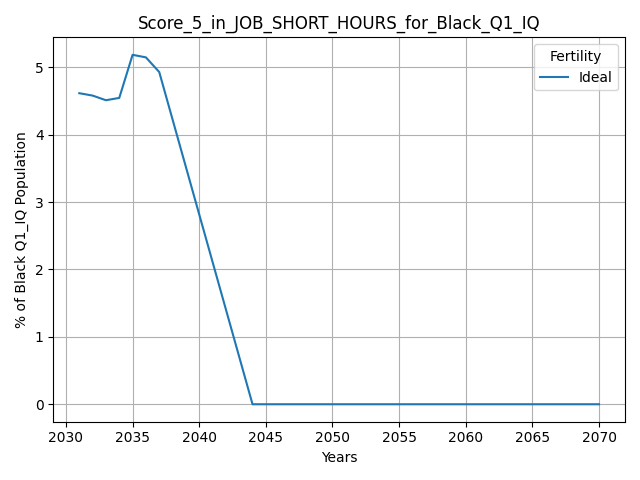 Score_5_in_JOB_SHORT_HOURS_for_Black_Q1_IQ
Fertility
Ideal
% of Black Q1_IQ Population
5
4
3
2
1
0
2030 2035 2040 2045 2050 2055 2060 2065 2070
Years